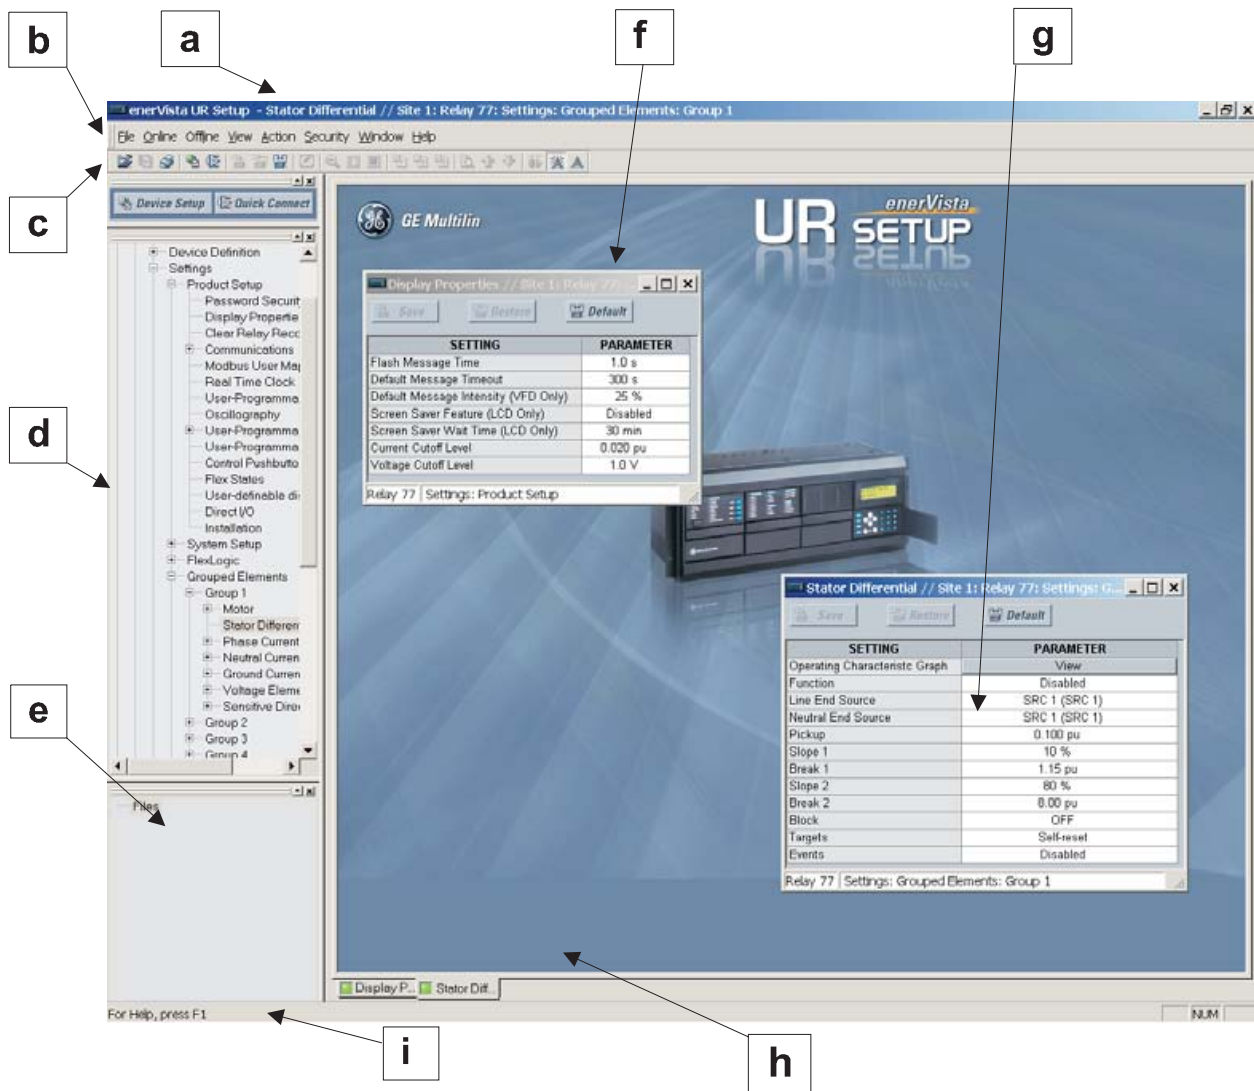 b
a
f
g
enerVista UR Setup - Stator Differential // Site 1: Relay 77: Settings: Grouped Elements: Group 1
File Online Offline View Action Security Window Help
c
Device Setup Quick Connect
Device Definition
Settings
Product Setup
Password Securit
Display Propertie
Clear Relay Reco
Communications
Modbus User Map
Real Time Clock
User-Programma
Oscillography
User-Programma
User-Programma
Control Pushbutto
Flex States
User-definable di
Direct I/O
Installation
System Setup
FlexLogic
Grouped Elements
Group 1
Motor
Stator Differen
Phase Current
Neutral Curren
Ground Curren
Voltage Eleme
Sensitive Direc
Group 2
Group 3
Group 4
d
e
Files
GE Multilin
enerVista
UR SETUP
Display Properties // Site 1: Relay 77:
Save Restore Default
SETTING PARAMETER
Flash Message Time 1.0 s
Default Message Timeout 300 s
Default Message Intensity (VFD Only) 25 %
Screen Saver Feature (LCD Only) Disabled
Screen Saver Wait Time (LCD Only) 30 min
Current Cutoff Level 0.020 pu
Voltage Cutoff Level 1.0 V
Relay 77 Settings: Product Setup
Stator Differential // Site 1: Relay 77: Settings: G...
Save Restore Default
SETTING PARAMETER
Operating Characteristc Graph View
Function Disabled
Line End Source SRC 1 (SRC 1)
Neutral End Source SRC 1 (SRC 1)
Pickup 0.100 pu
Slope 1 10 %
Break 1 1.15 pu
Slope 2 80 %
Break 2 8.00 pu
Block OFF
Targets Self-reset
Events Disabled
Relay 77 Settings: Grouped Elements: Group 1
Display P... Stator Diff...
For Help, press F1 NUM
i
h